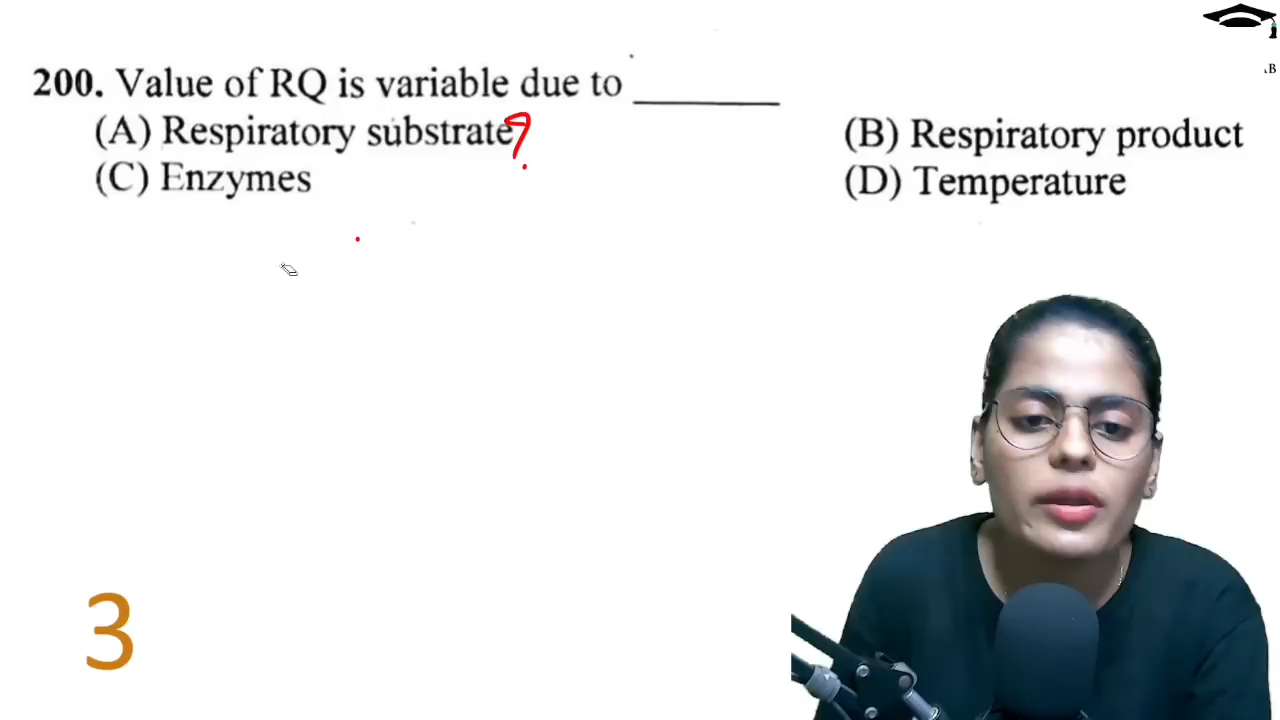 200. Value of RQ is variable due to ________
(A) Respiratory substrate ? (B) Respiratory product
(C) Enzymes (D) Temperature
3